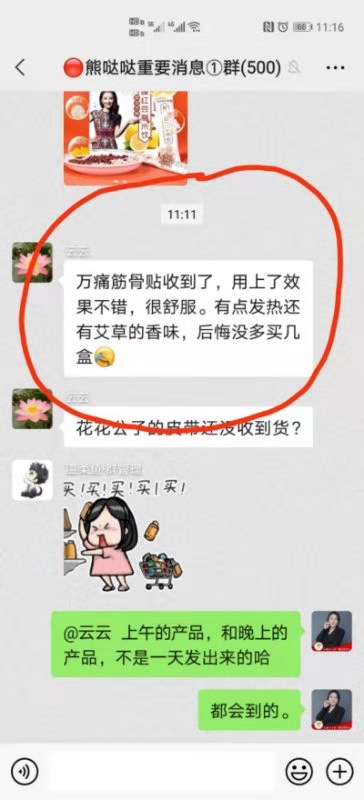 11:16
🔴熊哒哒重要消息①群(500)
11:11
云云
万痛筋骨贴收到了，用上了效
果不错，很舒服。有点发热还
有艾草的香味，后悔没多买几
盒
云云
花花公子的皮带还没收到货？
买!买!买!买!买!
@云云 上午的产品，和晚上的
产品，不是一天发出来的哈
都会到的。